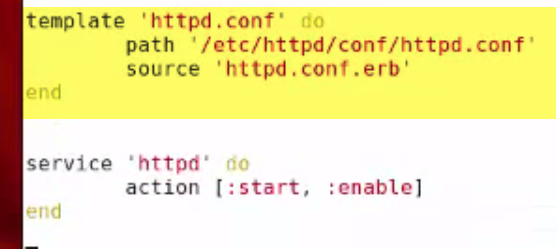 template 'httpd.conf' do
        path '/etc/httpd/conf/httpd.conf'
        source 'httpd.conf.erb'
end
service 'httpd' do
        action [:start, :enable]
end